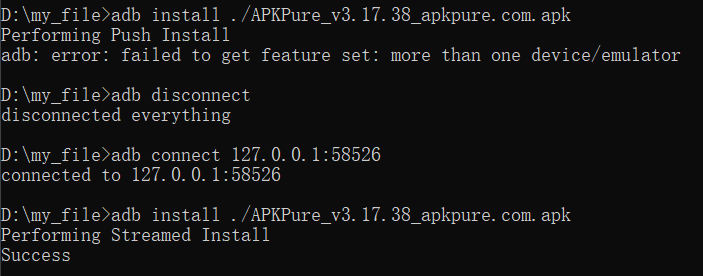 D:\my_file>adb install ./APKPure_v3.17.38_apkpure.com.apk
Performing Push Install
adb: error: failed to get feature set: more than one device/emulator
D:\my_file>adb disconnect
disconnected everything
D:\my_file>adb connect 127.0.0.1:58526
connected to 127.0.0.1:58526
D:\my_file>adb install ./APKPure_v3.17.38_apkpure.com.apk
Performing Streamed Install
Success